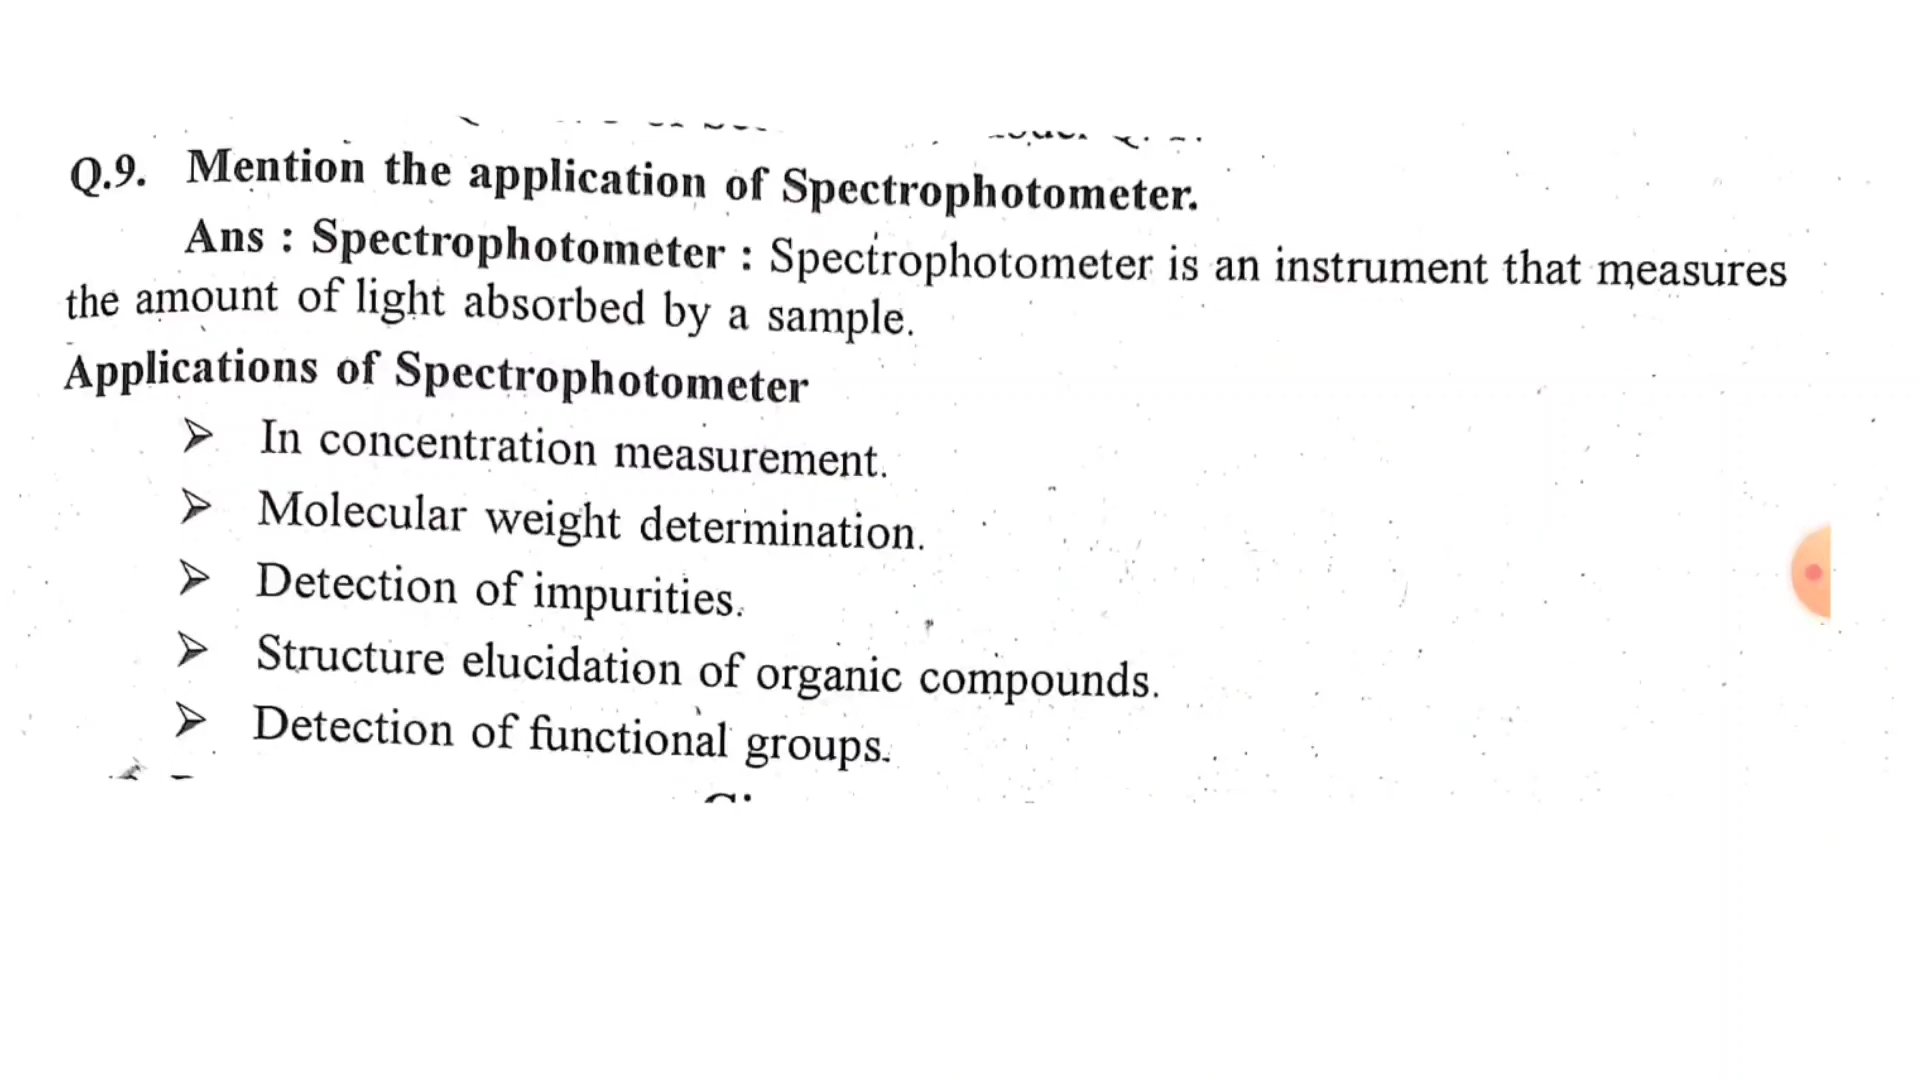 Q.9. Mention the application of Spectrophotometer.
Ans : Spectrophotometer : Spectrophotometer is an instrument that measures
the amount of light absorbed by a sample.
Applications of Spectrophotometer
➢ In concentration measurement.
➢ Molecular weight determination.
➢ Detection of impurities.
➢ Structure elucidation of organic compounds.
➢ Detection of functional groups.